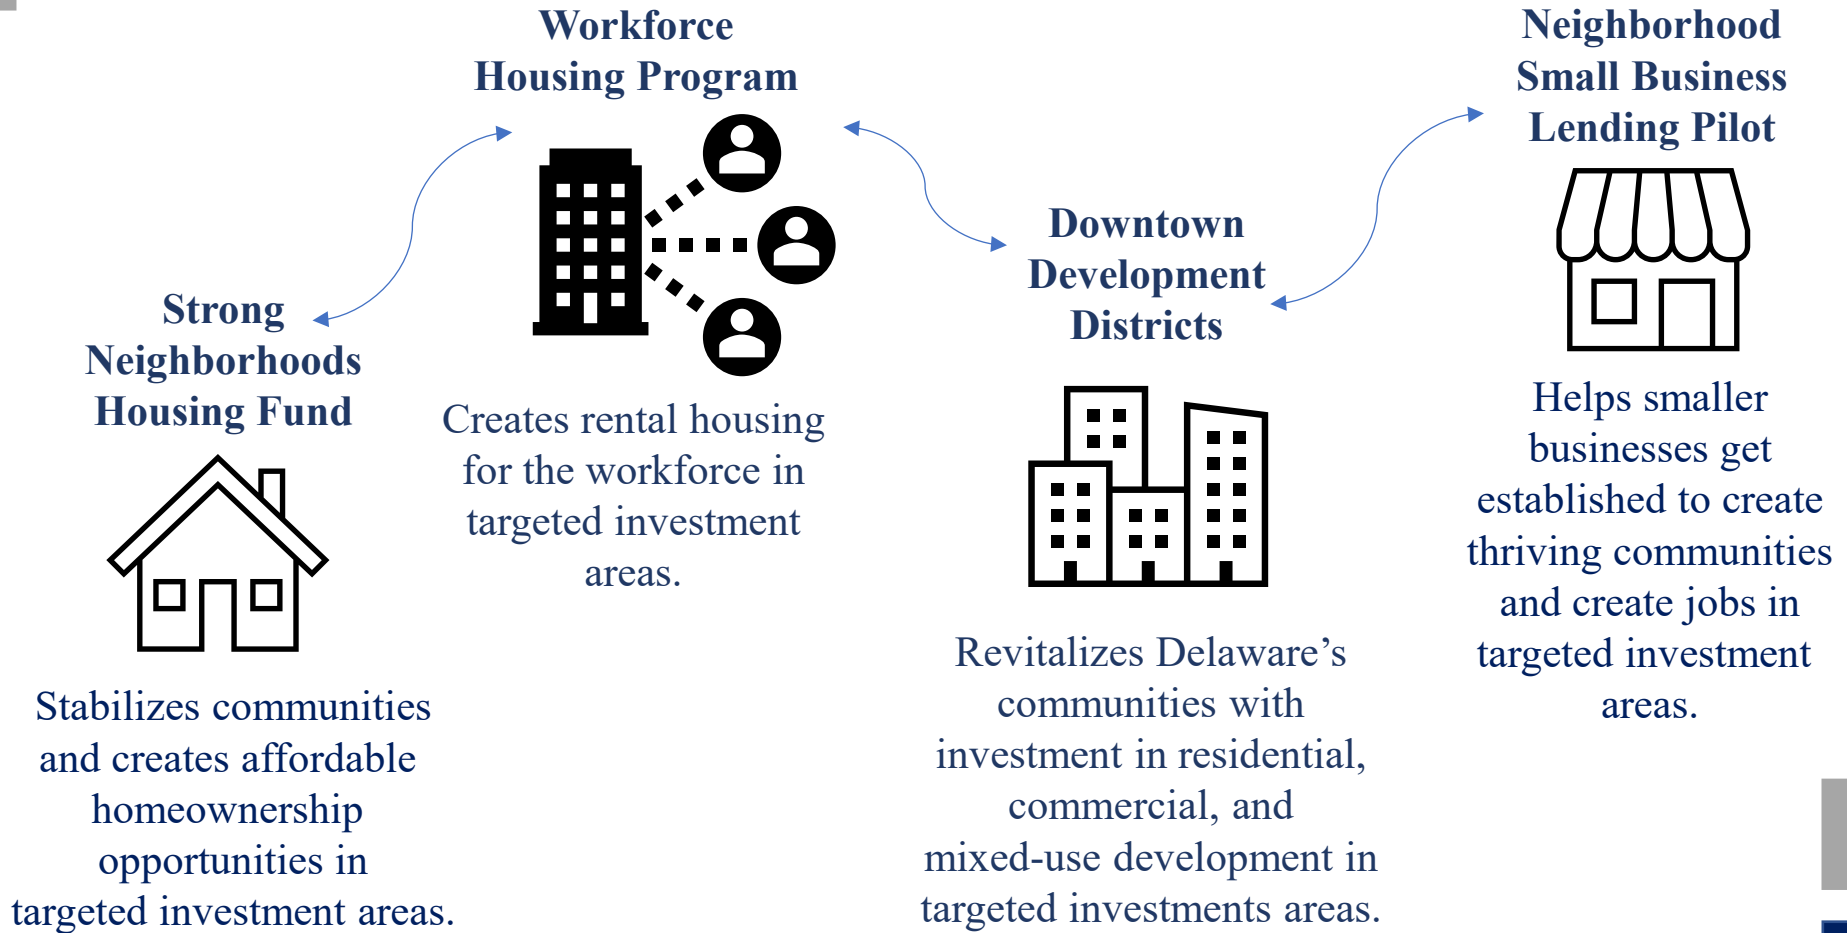 Strong
Neighborhoods
Housing Fund
Stabilizes communities
and creates affordable
homeownership
opportunities in
targeted investment areas.
Workforce
Housing Program
Creates rental housing
for the workforce in
targeted investment
areas.
Downtown
Development
Districts
Revitalizes Delaware’s
communities with
investment in residential,
commercial, and
mixed-use development in
targeted investments areas.
Neighborhood
Small Business
Lending Pilot
Helps smaller
businesses get
established to create
thriving communities
and create jobs in
targeted investment
areas.